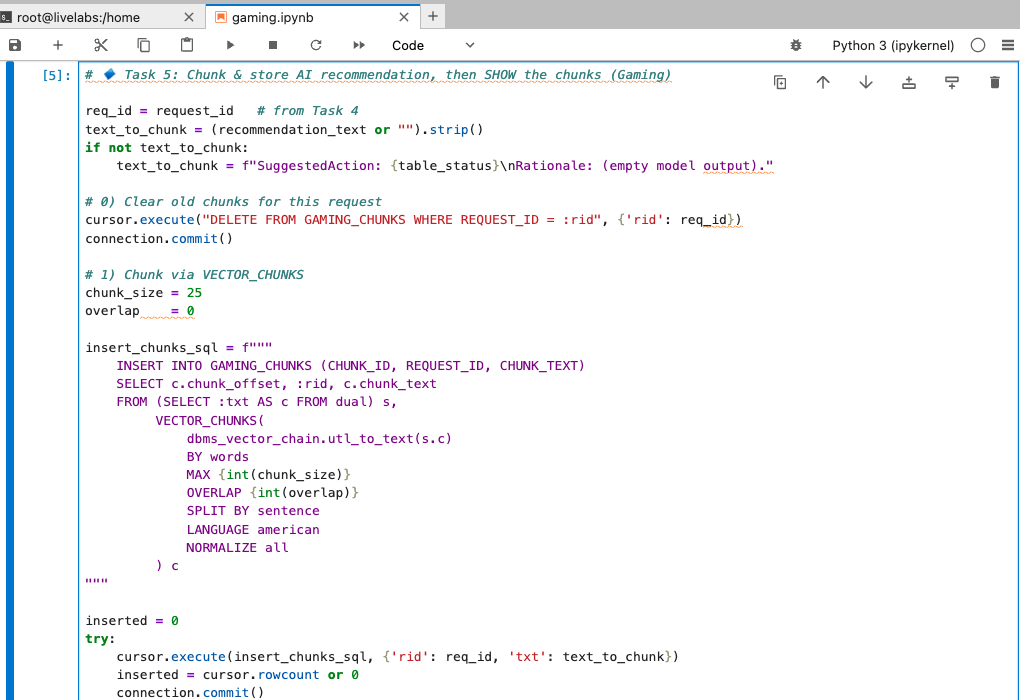 root@livelabs:/home
gaming.ipynb
Code
Python 3 (ipykernel)
[5]: # 🔷 Task 5: Chunk & store AI recommendation, then SHOW the chunks (Gaming)
req_id = request_id   # from Task 4
text_to_chunk = (recommendation_text or "").strip()
if not text_to_chunk:
    text_to_chunk = f"SuggestedAction: {table_status}\nRationale: (empty model output)."
# 0) Clear old chunks for this request
cursor.execute("DELETE FROM GAMING_CHUNKS WHERE REQUEST_ID = :rid", {'rid': req_id})
connection.commit()
# 1) Chunk via VECTOR_CHUNKS
chunk_size = 25
overlap    = 0
insert_chunks_sql = f"""
    INSERT INTO GAMING_CHUNKS (CHUNK_ID, REQUEST_ID, CHUNK_TEXT)
    SELECT c.chunk_offset, :rid, c.chunk_text
    FROM (SELECT :txt AS c FROM dual) s,
         VECTOR_CHUNKS(
             dbms_vector_chain.utl_to_text(s.c)
             BY words
             MAX {int(chunk_size)}
             OVERLAP {int(overlap)}
             SPLIT BY sentence
             LANGUAGE american
             NORMALIZE all
         ) c
"""
inserted = 0
try:
    cursor.execute(insert_chunks_sql, {'rid': req_id, 'txt': text_to_chunk})
    inserted = cursor.rowcount or 0
    connection.commit()